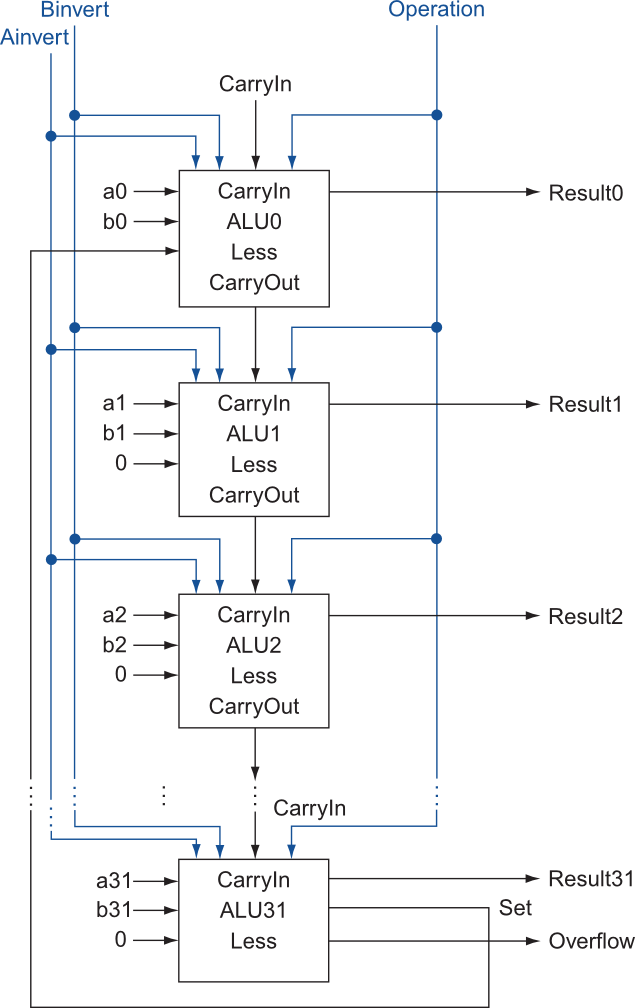 Binvert
Operation
Ainvert
CarryIn
a0
CarryIn
Result0
b0
ALU0
Less
CarryOut
a1
CarryIn
Result1
b1
ALU1
0
Less
CarryOut
a2
CarryIn
Result2
b2
ALU2
0
Less
CarryOut
CarryIn
a31
CarryIn
Result31
b31
ALU31
Set
0
Less
Overflow